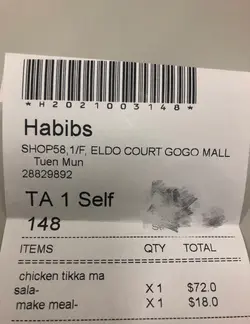 *H2021003148*
Habibs
SHOP58,1/F, ELDO COURT GOGO MALL
Tuen Mun
28829892
TA 1 Self
148
ITEMS QTY TOTAL
chicken tikka ma
sala- X 1 $72.0
make meal- X 1 $18.0